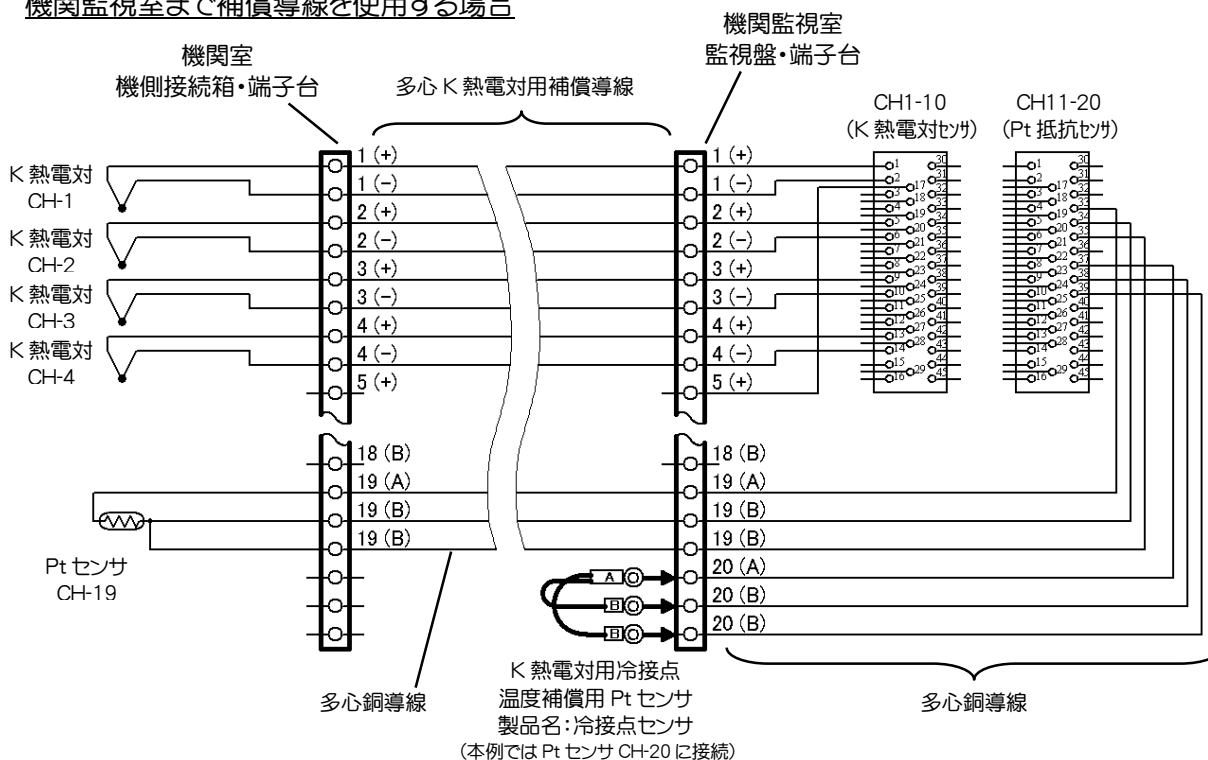 機関監視室まで補償導線を使用する場合
機関室
機側接続箱・端子台
多心K熱電対用補償導線
機関監視室
監視盤・端子台
CH1-10
(K熱電対センサ)
CH11-20
(Pt抵抗センサ)
K熱電対
CH-1
K熱電対
CH-2
K熱電対
CH-3
K熱電対
CH-4
1(+)
1(-)
2(+)
2(-)
3(+)
3(-)
4(+)
4(-)
5(+)
18(B)
19(A)
19(B)
19(B)
1(+)
1(-)
2(+)
2(-)
3(+)
3(-)
4(+)
4(-)
5(+)
18(B)
19(A)
19(B)
19(B)
20(A)
20(B)
20(B)
Ptセンサ
CH-19
A
B
B
多心銅導線
K熱電対用冷接点
温度補償用Ptセンサ
製品名:冷接点センサ
(本例ではPtセンサCH-20に接続)
多心銅導線